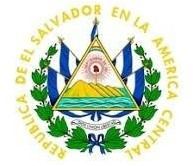 REPUBLICA DE EL SALVADOR EN LA AMERICA CENTRAL